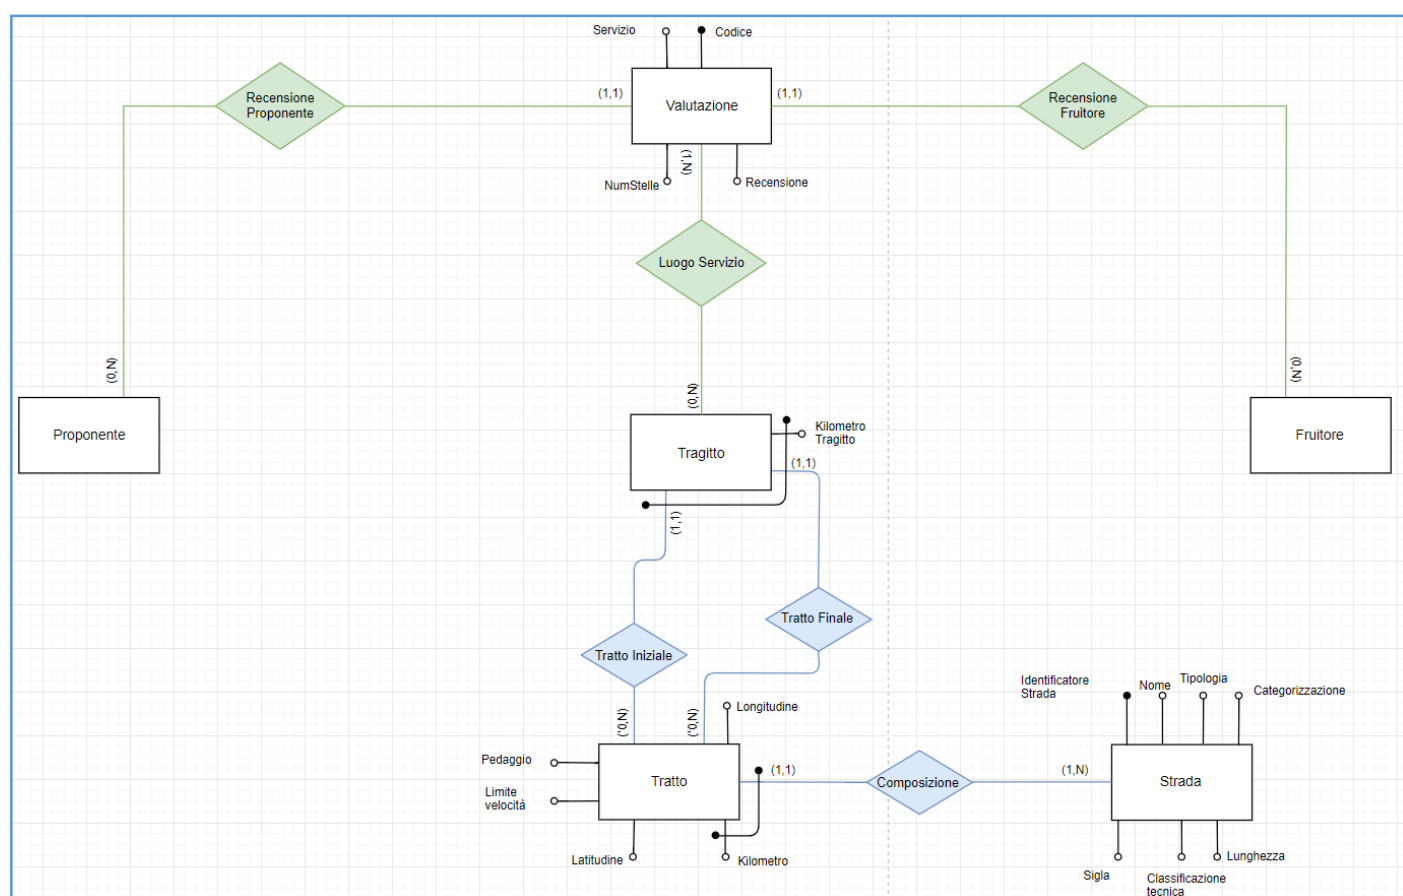 Servizio
Codice
Recensione
Proponente
(1,1)
Valutazione
(1,1)
Recensione
Fruitore
(1,N)
NumStelle
Recensione
Luogo Servizio
(0,N)
(0,N)
(0,N)
Proponente
Tragitto
Kilometro
Tragitto
(1,1)
Fruitore
(1,1)
Tratto Finale
Tratto Iniziale
(0,N)
(0,N)
Longitudine
Identificatore
Strada
Nome
Tipologia
Categorizzazione
Pedaggio
Limite
velocità
Tratto
(1,1)
Composizione
(1,N)
Strada
Latitudine
Kilometro
Sigla
Classificazione
tecnica
Lunghezza